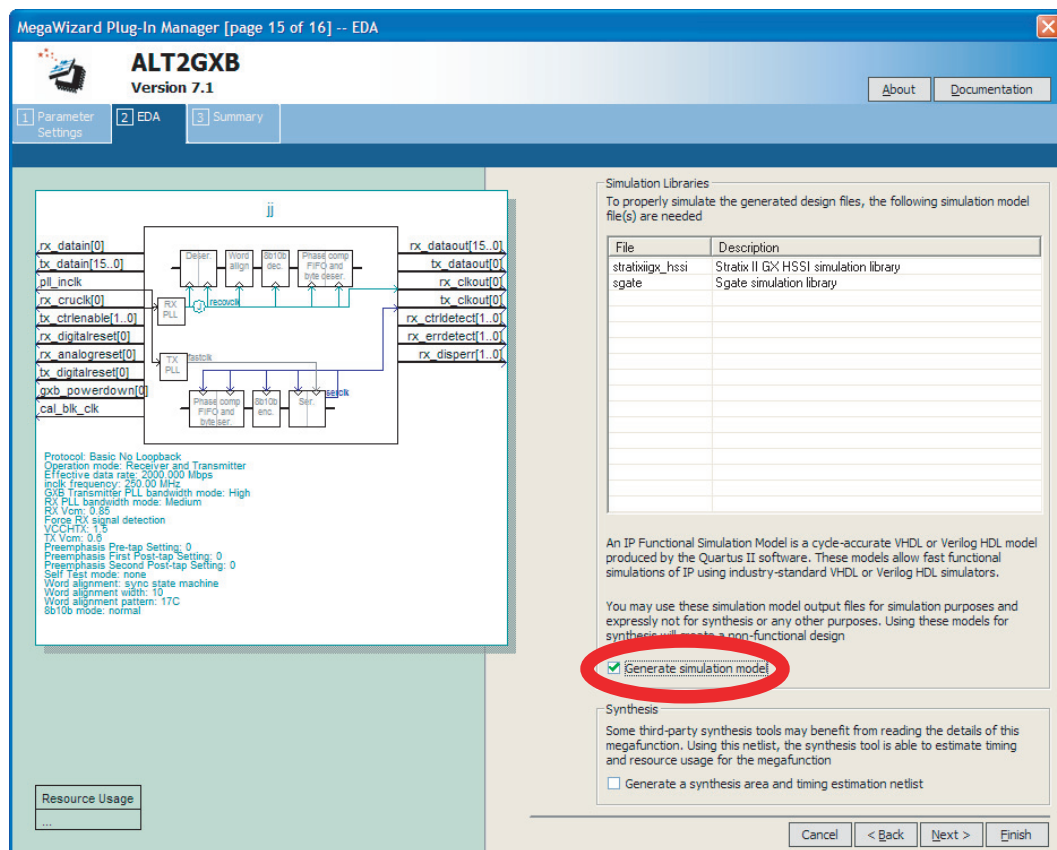 MegaWizard Plug-In Manager [page 15 of 16] -- EDA
ALT2GXB
Version 7.1
About
Documentation
1 Parameter Settings
2 EDA
3 Summary
jj
rx_datain[0]
tx_datain[15..0]
pll_inclk
rx_cruclk[0]
tx_ctrlenable[1..0]
rx_digitalreset[0]
rx_analogreset[0]
tx_digitalreset[0]
gxb_powerdown[0]
cal_blk_clk
Deser.
Word
align
8b10b
dec.
Phase comp
FIFO and
byte deser.
RX
PLL
recovclk
TX
PLL
fastclk
Phase comp
FIFO and
byte ser.
8b10b
enc.
Ser.
serclk
rx_dataout[15..0]
tx_dataout[0]
rx_clkout[0]
tx_clkout[0]
rx_ctrldetect[1..0]
rx_errdetect[1..0]
rx_disperr[1..0]
Protocol: Basic No Loopback
Operation mode: Receiver and Transmitter
Effective data rate: 2000.000 Mbps
inclk frequency: 250.00 MHz
GXB Transmitter PLL bandwidth mode: High
RX PLL bandwidth mode: Medium
RX Vcm: 0.85
Force RX signal detection
VCCHTX: 1.5
TX Vcm: 0.6
Preemphasis Pre-tap Setting: 0
Preemphasis First Post-tap Setting: 0
Preemphasis Second Post-tap Setting: 0
Self Test mode: none
Word alignment: sync state machine
Word alignment width: 10
Word alignment pattern: 17C
8b10b mode: normal
Resource Usage
...
Simulation Libraries
To properly simulate the generated design files, the following simulation model
file(s) are needed
File Description
stratixiigx_hssi Stratix II GX HSSI simulation library
sgate Sgate simulation library
An IP Functional Simulation Model is a cycle-accurate VHDL or Verilog HDL model
produced by the Quartus II software. These models allow fast functional
simulations of IP using industry-standard VHDL or Verilog HDL simulators.
You may use these simulation model output files for simulation purposes and
expressly not for synthesis or any other purposes. Using these models for
synthesis will create a non-functional design
Generate simulation model
Synthesis
Some third-party synthesis tools may benefit from reading the details of this
megafunction. Using this netlist, the synthesis tool is able to estimate timing
and resource usage for the megafunction
Generate a synthesis area and timing estimation netlist
Cancel
< Back
Next >
Finish